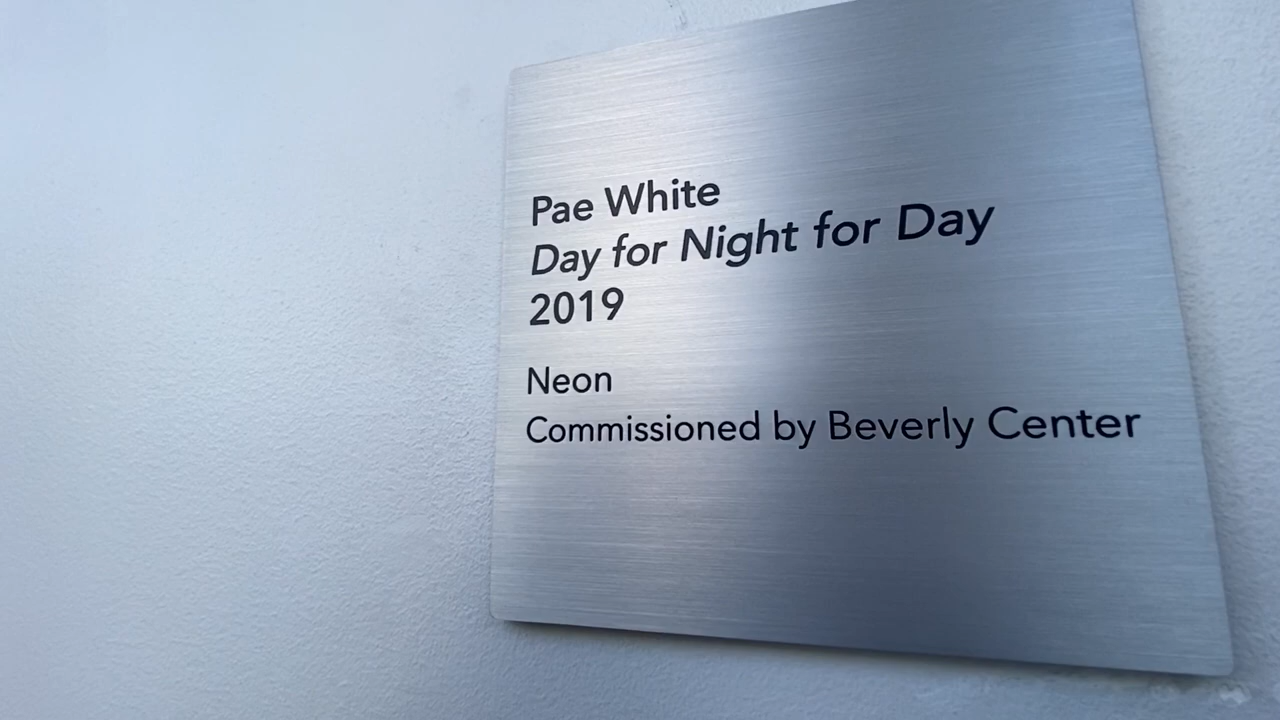 Pae White
Day for Night for Day
2019
Neon
Commissioned by Beverly Center